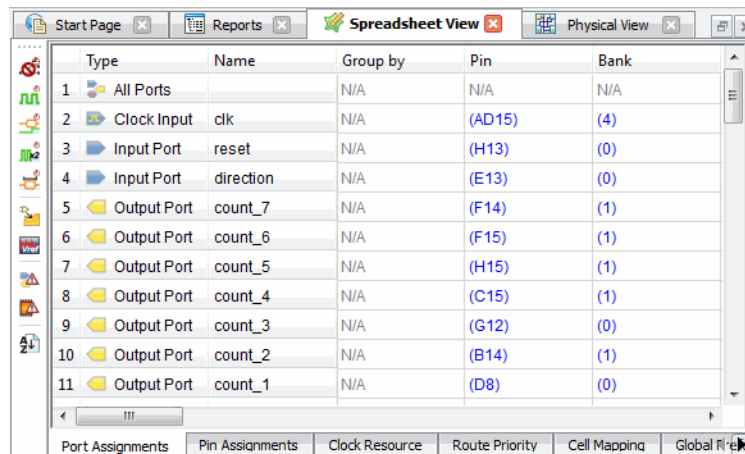 Start Page Reports Spreadsheet View Physical View
Type Name Group by Pin Bank
1 All Ports N/A N/A N/A
2 Clock Input clk N/A (AD15) (4)
3 Input Port reset N/A (H13) (0)
4 Input Port direction N/A (E13) (0)
5 Output Port count_7 N/A (F14) (1)
6 Output Port count_6 N/A (F15) (1)
7 Output Port count_5 N/A (H15) (1)
8 Output Port count_4 N/A (C15) (1)
9 Output Port count_3 N/A (G12) (0)
10 Output Port count_2 N/A (B14) (1)
11 Output Port count_1 N/A (D8) (0)
Port Assignments Pin Assignments Clock Resource Route Priority Cell Mapping Global